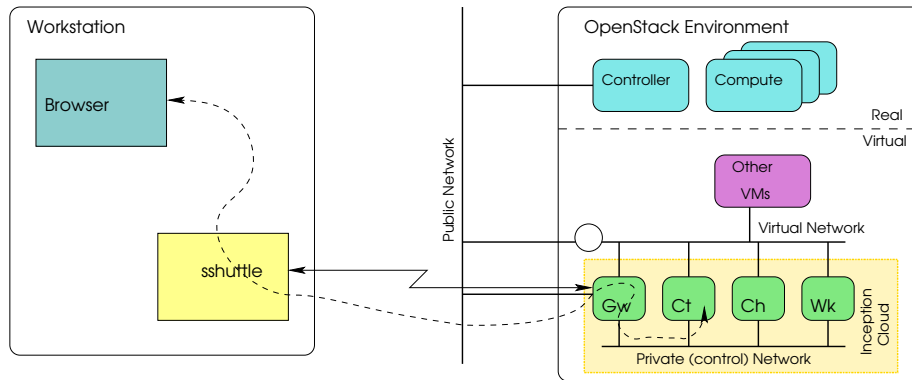 Workstation
Browser
sshuttle
Public Network
OpenStack Environment
Controller
Compute
Real
Virtual
Other
VMs
Virtual Network
Gw
Ct
Ch
Wk
Inception
Cloud
Private (control) Network